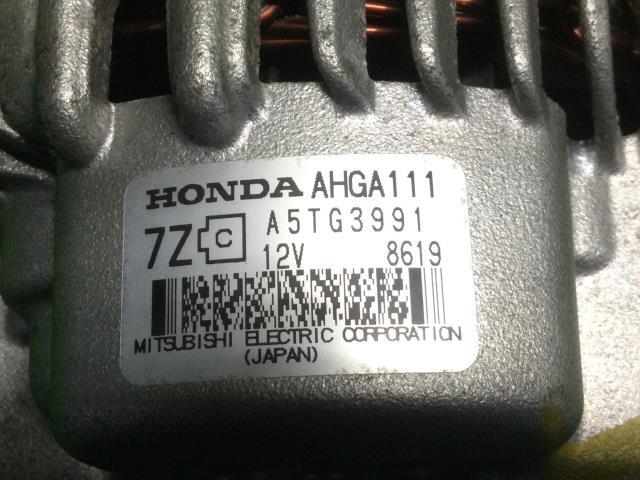 HONDA AHGA111
7Z C A5TG3991
12V 8619
MITSUBISHI ELECTRIC CORPORATION
(JAPAN)